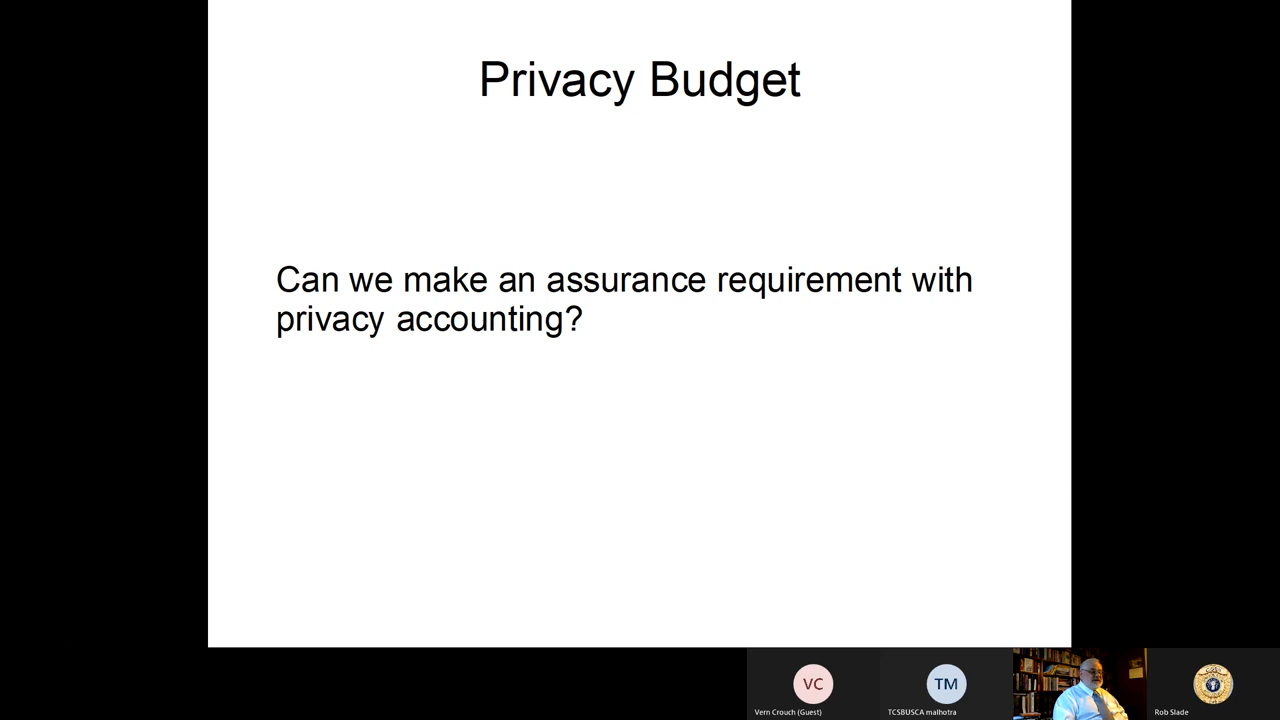 Privacy Budget
Can we make an assurance requirement with
privacy accounting?
VC
TM
Vern Crouch (Guest)
TCSBUSCA malhotra
Rob Slade